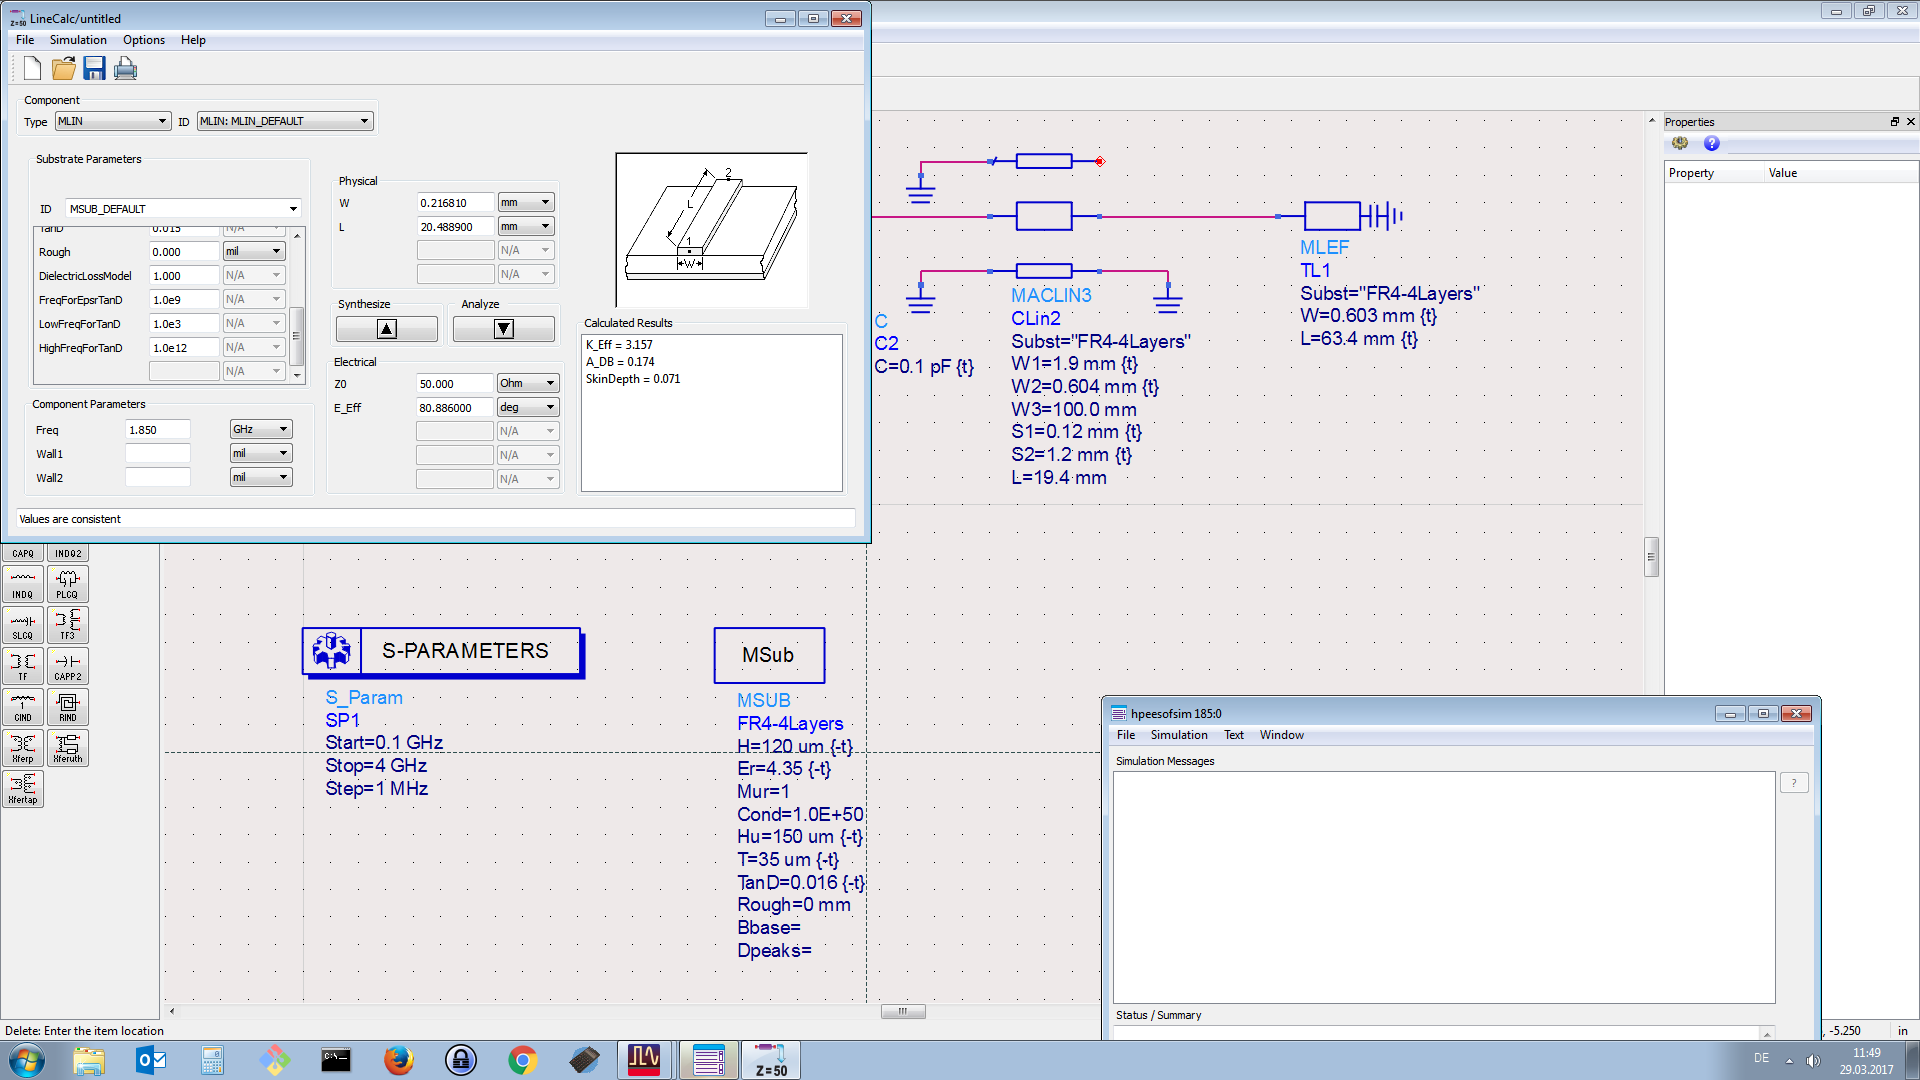 LineCalc/untitled
File Simulation Options Help
Component
Type MLIN ID MLIN: MLIN_DEFAULT
Substrate Parameters
ID MSUB_DEFAULT
TanD 0.015 N/A
Rough 0.000 mil
DielectricLossModel 1.000 N/A
FreqForEpsrTanD 1.0e9 N/A
LowFreqForTanD 1.0e3 N/A
HighFreqForTanD 1.0e12 N/A
N/A
Component Parameters
Freq 1.850 GHz
Wall1 mil
Wall2 mil
Physical
W 0.216810 mm
L 20.488900 mm
N/A
N/A
Synthesize Analyze
Electrical
Z0 50.000 Ohm
E_Eff 80.886000 deg
N/A
N/A
N/A
2
L
1
W
Calculated Results
K_Eff = 3.157
A_DB = 0.174
SkinDepth = 0.071
Values are consistent
C
C2
C=0.1 pF {t}
MACLIN3
CLin2
Subst="FR4-4Layers"
W1=1.9 mm {t}
W2=0.604 mm {t}
W3=100.0 mm
S1=0.12 mm {t}
S2=1.2 mm {t}
L=19.4 mm
MLEF
TL1
Subst="FR4-4Layers"
W=0.603 mm {t}
L=63.4 mm {t}
Properties
Property Value
CAPQ INDQ2
INDQ PLCQ
SLCQ TF3
TF CAPP2
CIND RIND
Xferp Xferuth
Xfertap
S-PARAMETERS
S_Param
SP1
Start=0.1 GHz
Stop=4 GHz
Step=1 MHz
MSub
MSUB
FR4-4Layers
H=120 um {-t}
Er=4.35 {-t}
Mur=1
Cond=1.0E+50
Hu=150 um {-t}
T=35 um {-t}
TanD=0.016 {-t}
Rough=0 mm
Bbase=
Dpeaks=
hpeesofsim 185:0
File Simulation Text Window
Simulation Messages
?
Status / Summary
Delete: Enter the item location
, -5.250 in
Z=50
DE
11:49
29.03.2017